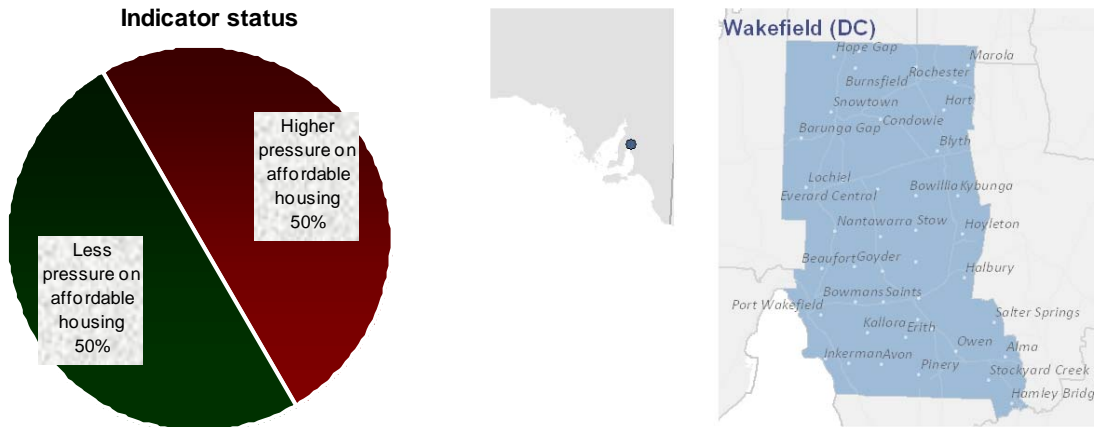 Indicator status
Higher
pressure on
affordable
housing
50%
Less
pressure on
affordable
housing
50%
Wakefield (DC)
Hope Gap
Marola
Burnsfield
Rochester
Snowtown
Hart
Condowie
Barunga Gap
Blyth
Lochiel
Everard Central
Bowillia
Kybunga
Nantawarra
Stow
Hoyleton
Beaufort
Goyder
Halbury
Bowmans
Saints
Port Wakefield
Salter Springs
Kallora
Erith
Owen
Alma
Inkerman
Avon
Pinery
Stockyard Creek
Hamley Bridg